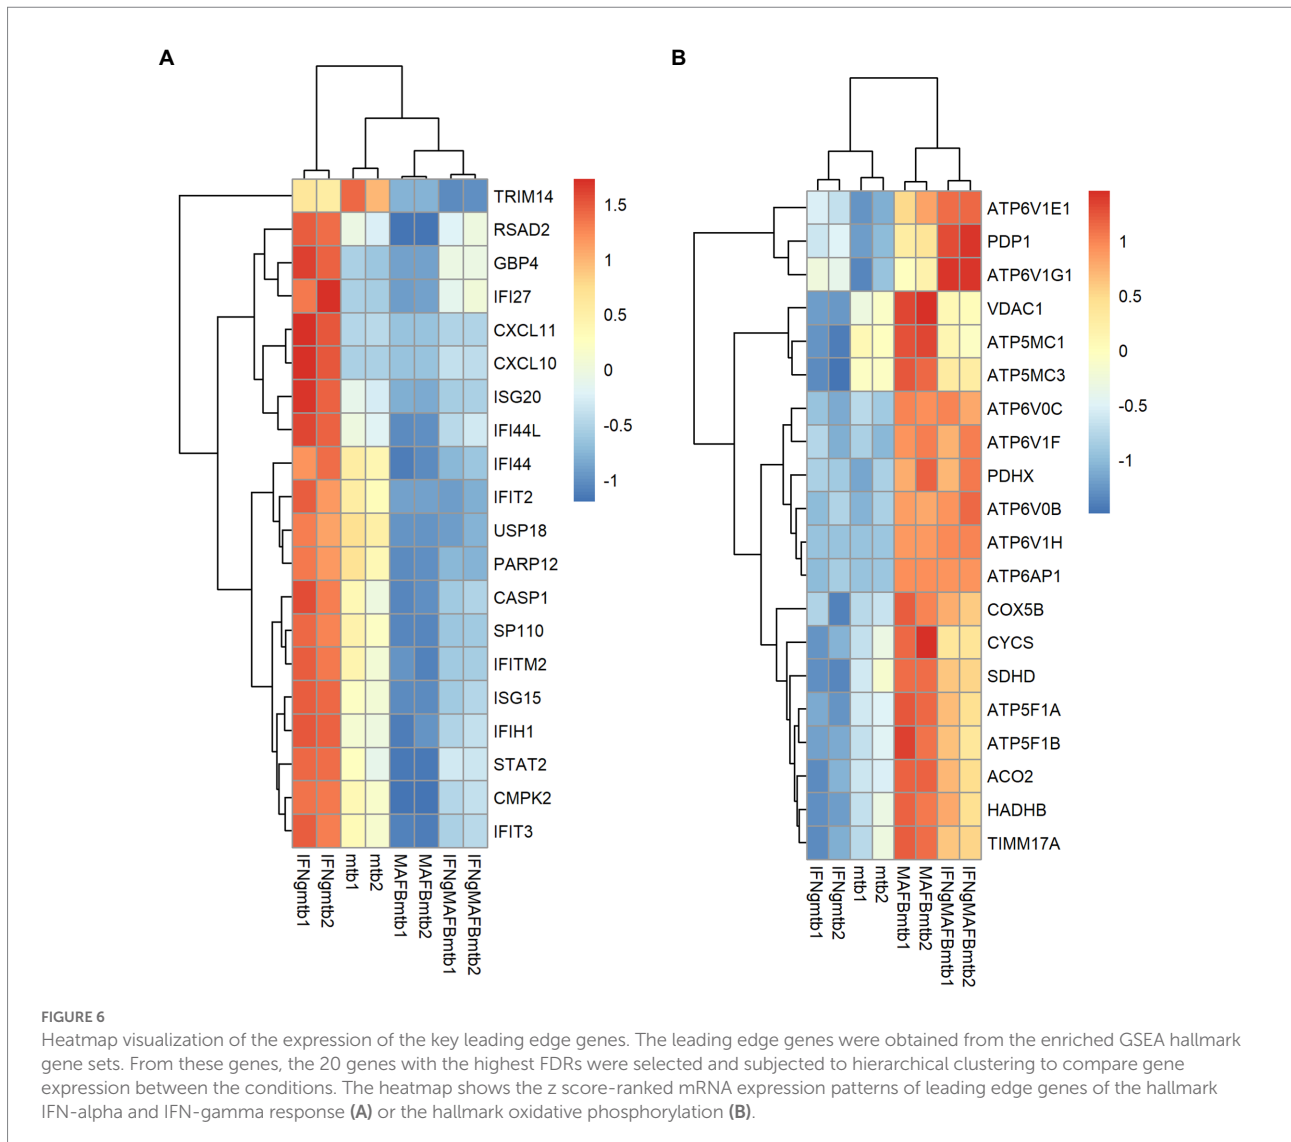 A
TRIM14
RSAD2
GBP4
IFI27
CXCL11
CXCL10
ISG20
IFI44L
IFI44
IFIT2
USP18
PARP12
CASP1
SP110
IFITM2
ISG15
IFIH1
STAT2
CMPK2
IFIT3
1.5
1
0.5
0
-0.5
-1
IFNgmtb1
IFNgmtb2
mtb1
mtb2
MAFBmtb1
MAFBmtb2
IFNgMAFBmtb1
IFNgMAFBmtb2
B
ATP6V1E1
PDP1
ATP6V1G1
VDAC1
ATP5MC1
ATP5MC3
ATP6V0C
ATP6V1F
PDHX
ATP6V0B
ATP6V1H
ATP6AP1
COX5B
CYCS
SDHD
ATP5F1A
ATP5F1B
ACO2
HADHB
TIMM17A
1
0.5
0
-0.5
-1
IFNgmtb1
IFNgmtb2
mtb1
mtb2
MAFBmtb1
MAFBmtb2
IFNgMAFBmtb1
IFNgMAFBmtb2
FIGURE 6
Heatmap visualization of the expression of the key leading edge genes. The leading edge genes were obtained from the enriched GSEA hallmark
gene sets. From these genes, the 20 genes with the highest FDRs were selected and subjected to hierarchical clustering to compare gene
expression between the conditions. The heatmap shows the z score-ranked mRNA expression patterns of leading edge genes of the hallmark
IFN-alpha and IFN-gamma response (A) or the hallmark oxidative phosphorylation (B).